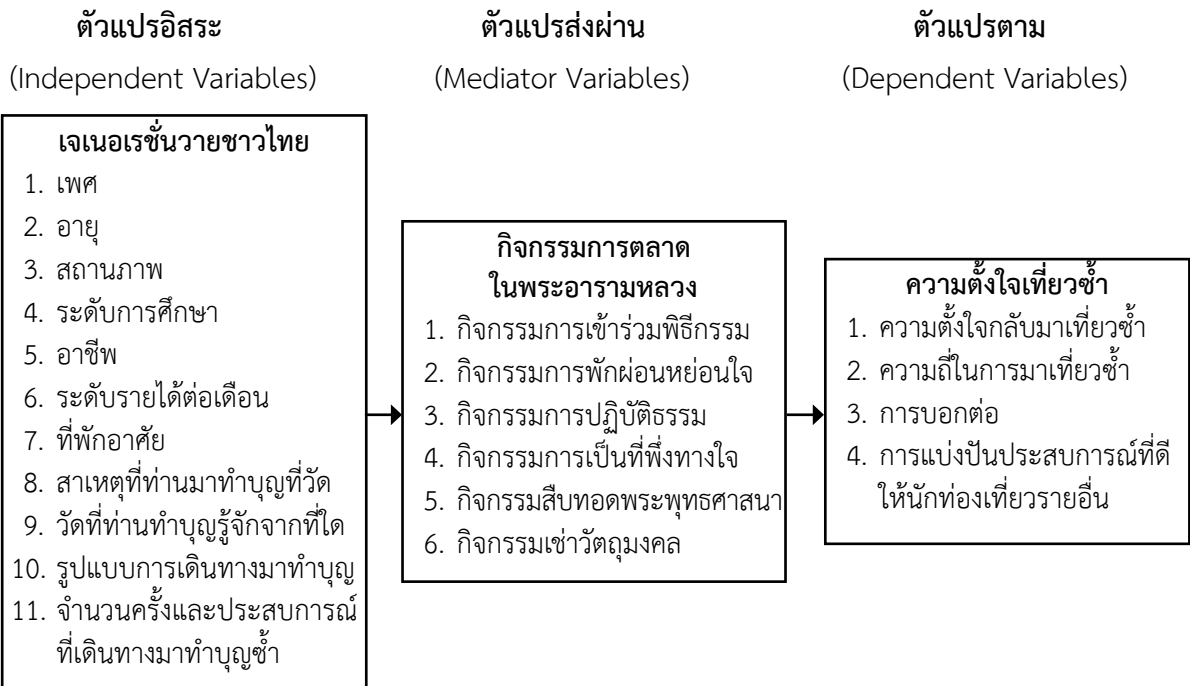 ตัวแปรอิสระ
(Independent Variables)
เจเนอเรชั่นวายชาวไทย
1. เพศ
2. อายุ
3. สถานภาพ
4. ระดับการศึกษา
5. อาชีพ
6. ระดับรายได้ต่อเดือน
7. ที่พักอาศัย
8. สาเหตุที่ท่านมาทำบุญที่วัด
9. วัดที่ท่านทำบุญรู้จักจากที่ใด
10. รูปแบบการเดินทางมาทำบุญ
11. จำนวนครั้งและประสบการณ์
ที่เดินทางมาทำบุญซ้ำ
ตัวแปรส่งผ่าน
(Mediator Variables)
กิจกรรมการตลาด
ในพระอารามหลวง
1. กิจกรรมการเข้าร่วมพิธีกรรม
2. กิจกรรมการพักผ่อนหย่อนใจ
3. กิจกรรมการปฏิบัติธรรม
4. กิจกรรมการเป็นที่พึ่งทางใจ
5. กิจกรรมสืบทอดพระพุทธศาสนา
6. กิจกรรมเช่าวัตถุมงคล
ตัวแปรตาม
(Dependent Variables)
ความตั้งใจเที่ยวซ้ำ
1. ความตั้งใจกลับมาเที่ยวซ้ำ
2. ความถี่ในการมาเที่ยวซ้ำ
3. การบอกต่อ
4. การแบ่งปันประสบการณ์ที่ดี
ให้นักท่องเที่ยวรายอื่น